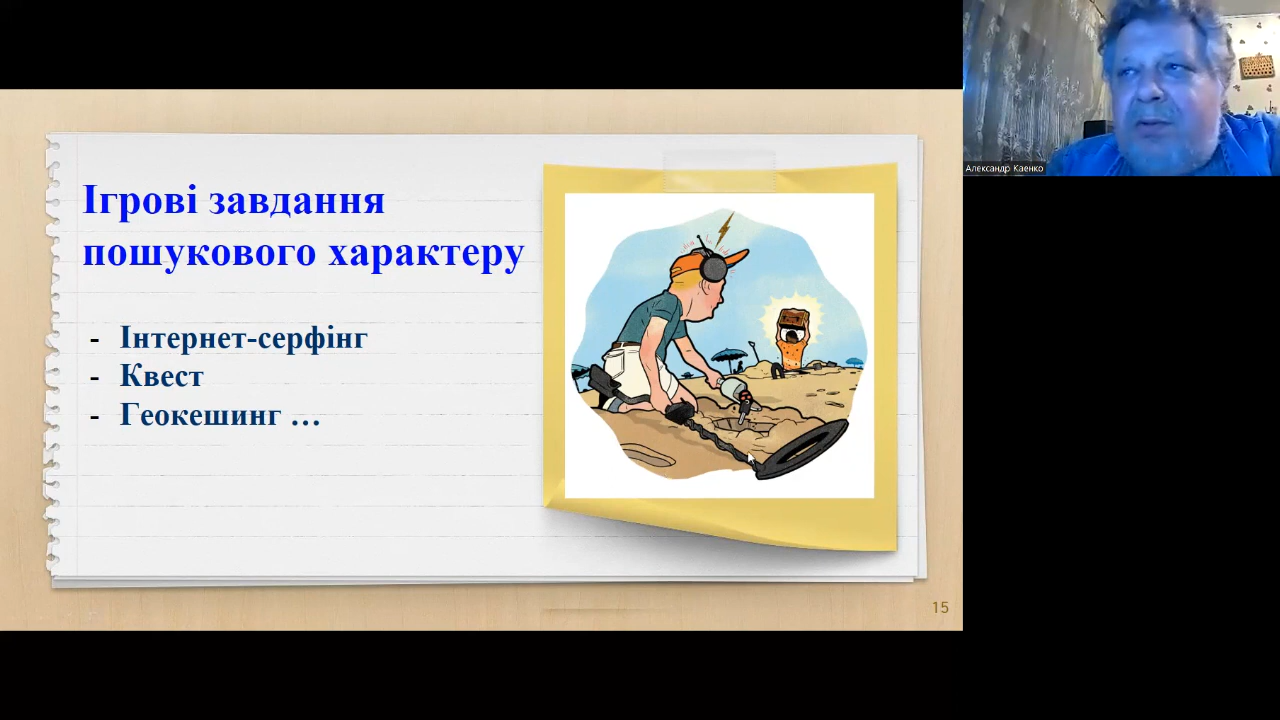 Ігрові завдання
пошукового характеру
- Інтернет-серфінг
- Квест
- Геокешинг …
15
Александр Каенко